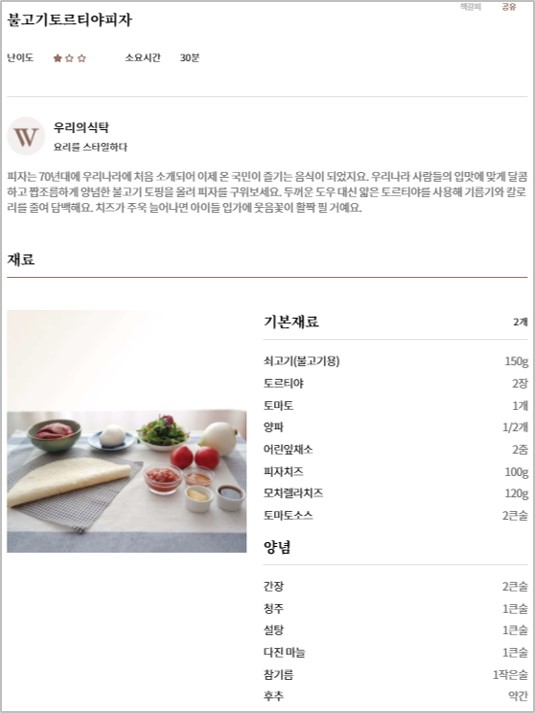 책갈피 공유
불고기토르티야피자
난이도 ★☆☆ 소요시간 30분
W 우리의식탁
요리를 스타일하다
피자는 70년대에 우리나라에 처음 소개되어 이제 온 국민이 즐기는 음식이 되었지요. 우리나라 사람들의 입맛에 맞게 달콤
하고 짭조름하게 양념한 불고기 토핑을 올려 피자를 구워보세요. 두꺼운 도우 대신 얇은 토르티야를 사용해 기름기와 칼로
리를 줄여 담백해요. 치즈가 주욱 늘어나면 아이들 입가에 웃음꽃이 활짝 필 거예요.
재료
기본재료 2개
쇠고기(불고기용) 150g
도르티야 2장
토마토 1개
양파 1/2개
어린잎채소 2줌
피자치즈 100g
모차렐라치즈 120g
토마토소스 2큰술
양념
간장 2큰술
청주 1큰술
설탕 1큰술
다진 마늘 1큰술
참기름 1작은술
후추 약간